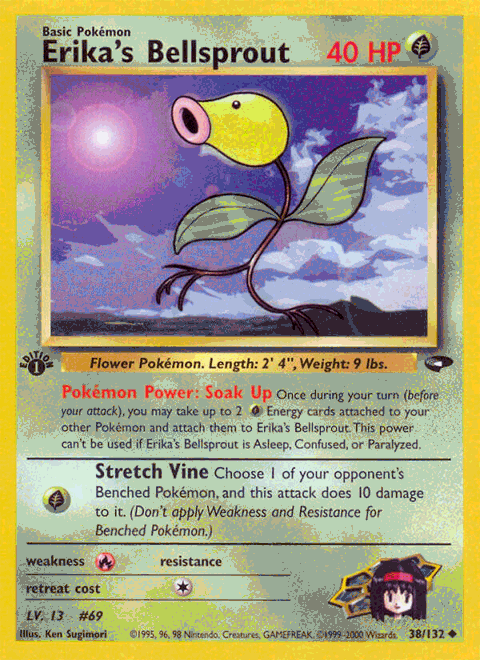 Basic Pokémon
Erika's Bellsprout 40 HP
EDITION
1
Flower Pokémon. Length: 2' 4", Weight: 9 lbs.
Pokémon Power: Soak Up Once during your turn (before
your attack), you may take up to 2 Energy cards attached to your
other Pokémon and attach them to Erika's Bellsprout. This power
can't be used if Erika's Bellsprout is Asleep, Confused, or Paralyzed.
Stretch Vine Choose 1 of your opponent's
Benched Pokémon, and this attack does 10 damage
to it. (Don't apply Weakness and Resistance for
Benched Pokémon.)
weakness resistance
retreat cost
LV. 13 #69
Illus. Ken Sugimori ©1995, 96, 98 Nintendo, Creatures, GAMEFREAK. ©1999-2000 Wizards. 38/132